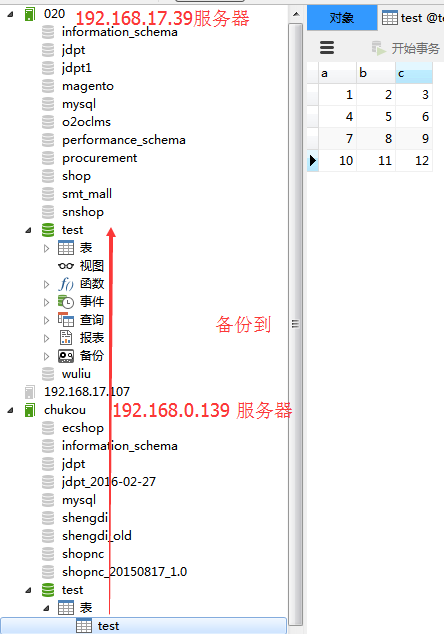 020 192.168.17.39服务器
information_schema
jdpt
jdpt1
magento
mysql
o2oclms
performance_schema
procurement
shop
smt_mall
snshop
test
表
视图
f() 函数
事件
查询
报表
备份
wuliu
192.168.17.107
chukou 192.168.0.139 服务器
ecshop
information_schema
jdpt
jdpt_2016-02-27
mysql
shengdi
shengdi_old
shopnc
shopnc_20150817_1.0
test
表
test
备份到
对象 test @te
开始事务
a b c
1 2 3
4 5 6
7 8 9
10 11 12